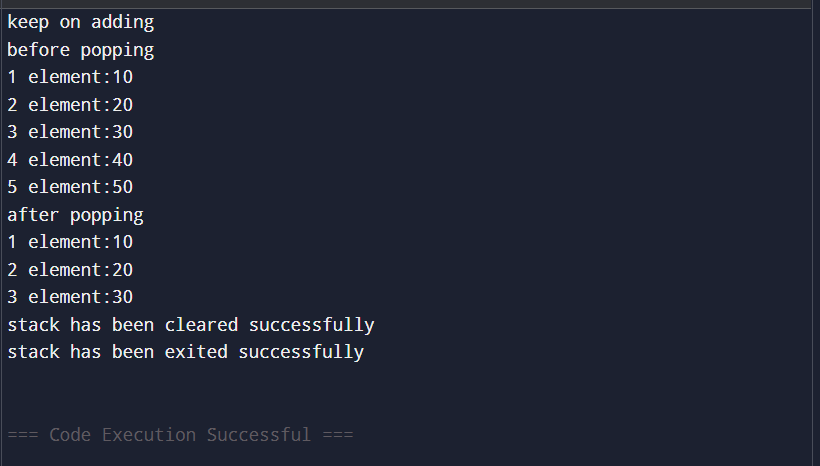 keep on adding
before popping
1 element:10
2 element:20
3 element:30
4 element:40
5 element:50
after popping
1 element:10
2 element:20
3 element:30
stack has been cleared successfully
stack has been exited successfully
=== Code Execution Successful ===